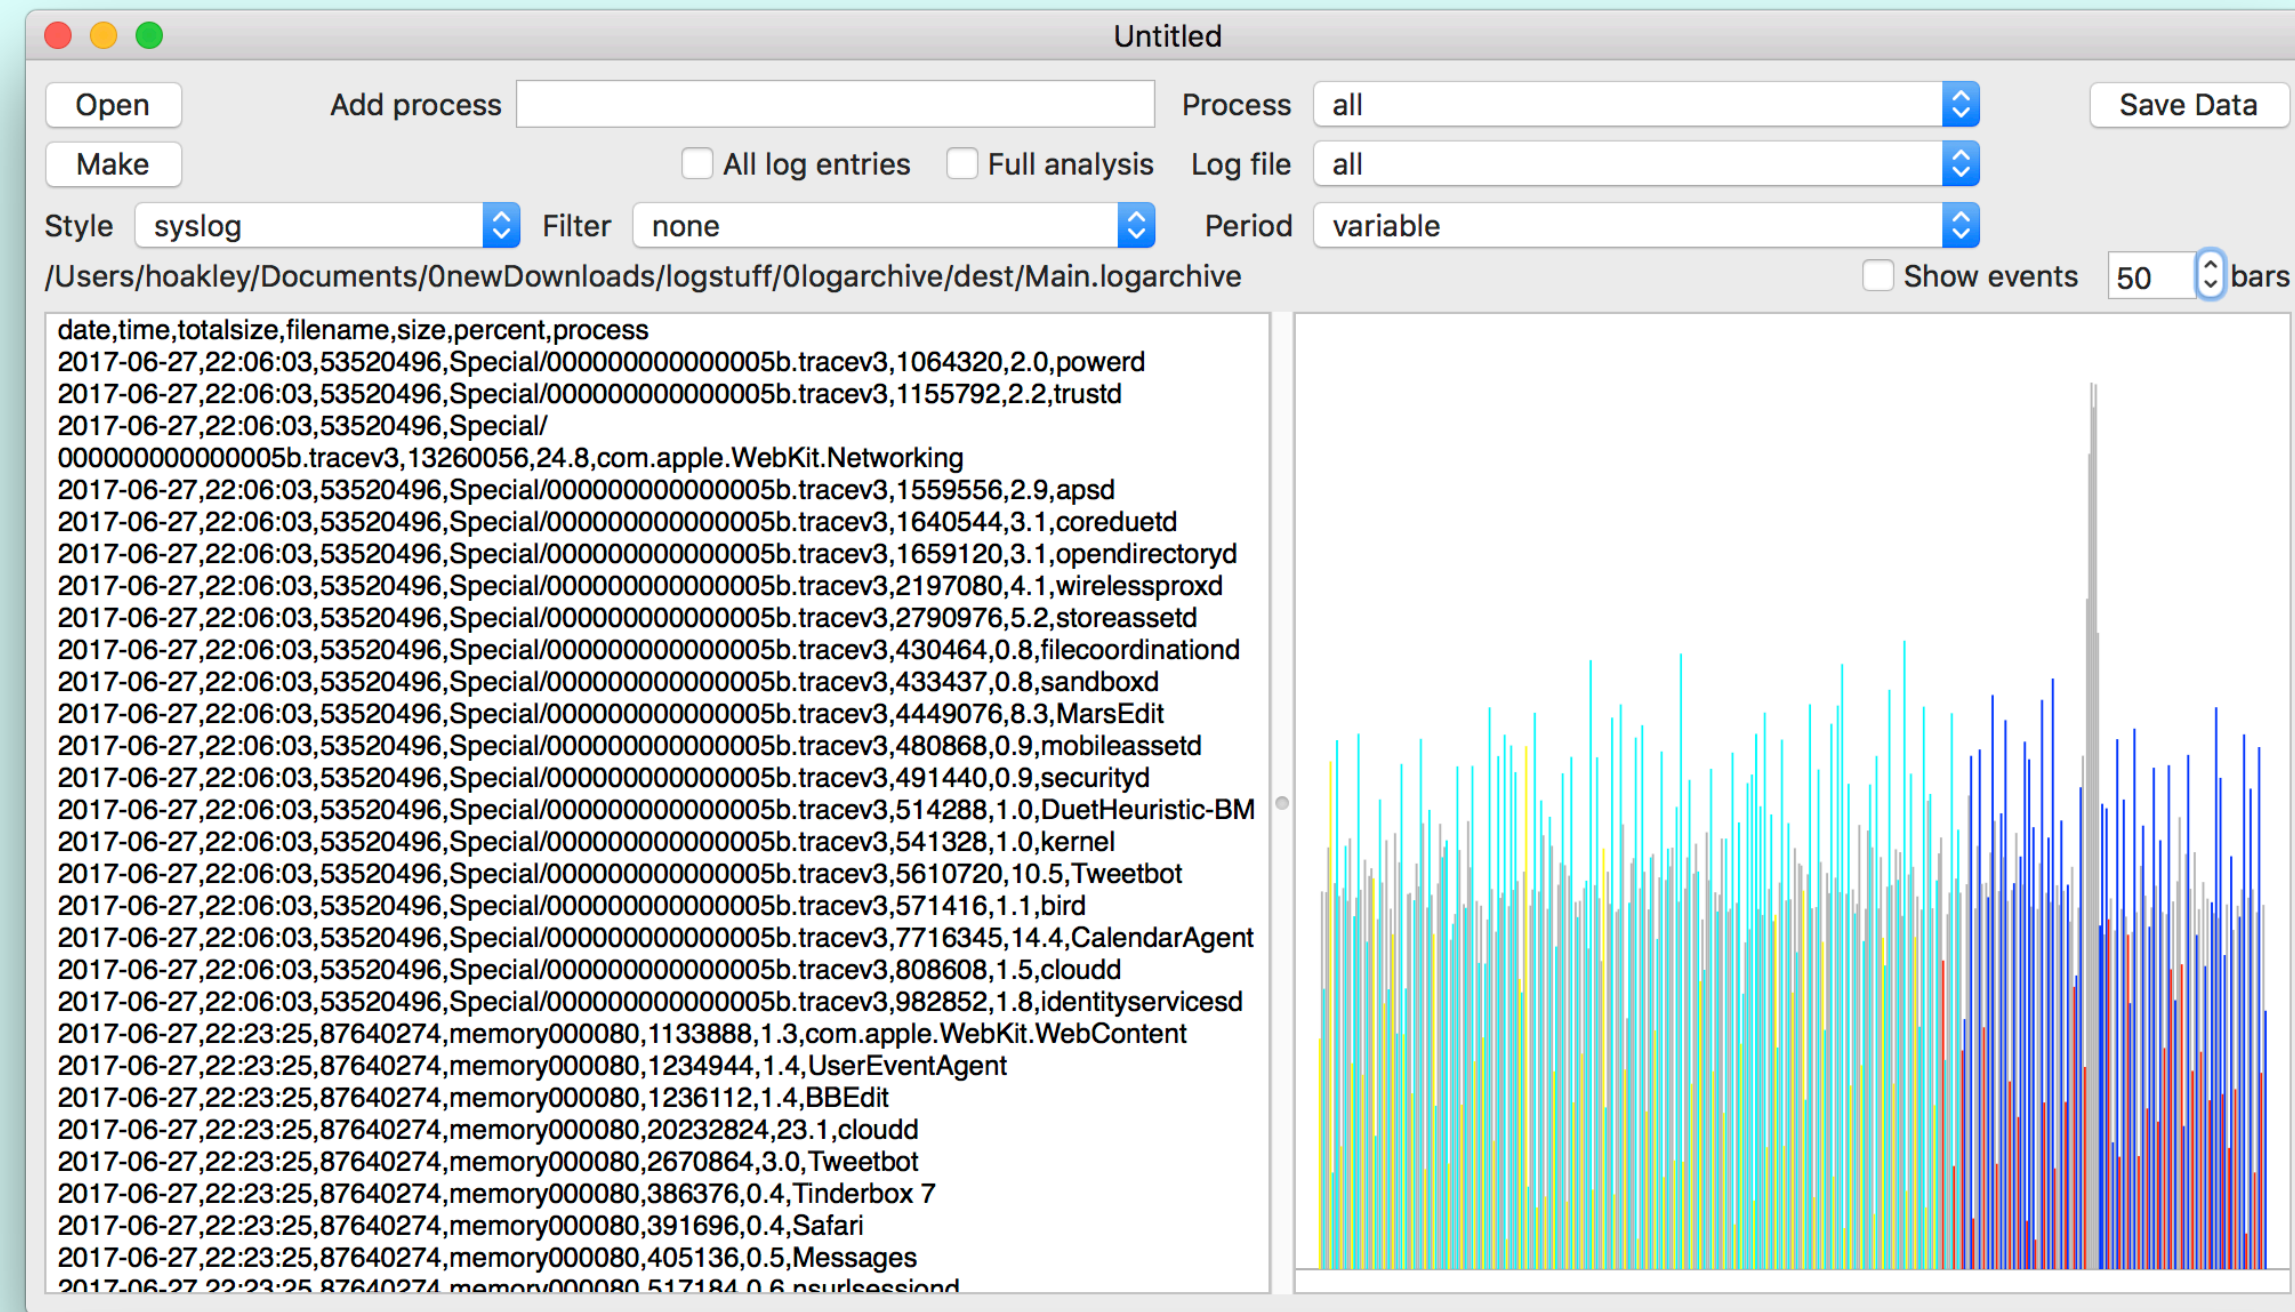 Untitled
Open Add process Process all Save Data
Make All log entries Full analysis Log file all
Style syslog Filter none Period variable
/Users/hoakley/Documents/0newDownloads/logstuff/0logarchive/dest/Main.logarchive Show events 50 bars
date,time,totalsize,filename,size,percent,process
2017-06-27,22:06:03,53520496,Special/000000000000005b.tracev3,1064320,2.0,powerd
2017-06-27,22:06:03,53520496,Special/000000000000005b.tracev3,1155792,2.2,trustd
2017-06-27,22:06:03,53520496,Special/
000000000000005b.tracev3,13260056,24.8,com.apple.WebKit.Networking
2017-06-27,22:06:03,53520496,Special/000000000000005b.tracev3,1559556,2.9,apsd
2017-06-27,22:06:03,53520496,Special/000000000000005b.tracev3,1640544,3.1,coreduetd
2017-06-27,22:06:03,53520496,Special/000000000000005b.tracev3,1659120,3.1,opendirectoryd
2017-06-27,22:06:03,53520496,Special/000000000000005b.tracev3,2197080,4.1,wirelessproxd
2017-06-27,22:06:03,53520496,Special/000000000000005b.tracev3,2790976,5.2,storeassetd
2017-06-27,22:06:03,53520496,Special/000000000000005b.tracev3,430464,0.8,filecoordinationd
2017-06-27,22:06:03,53520496,Special/000000000000005b.tracev3,433437,0.8,sandboxd
2017-06-27,22:06:03,53520496,Special/000000000000005b.tracev3,4449076,8.3,MarsEdit
2017-06-27,22:06:03,53520496,Special/000000000000005b.tracev3,480868,0.9,mobileassetd
2017-06-27,22:06:03,53520496,Special/000000000000005b.tracev3,491440,0.9,securityd
2017-06-27,22:06:03,53520496,Special/000000000000005b.tracev3,514288,1.0,DuetHeuristic-BM
2017-06-27,22:06:03,53520496,Special/000000000000005b.tracev3,541328,1.0,kernel
2017-06-27,22:06:03,53520496,Special/000000000000005b.tracev3,5610720,10.5,Tweetbot
2017-06-27,22:06:03,53520496,Special/000000000000005b.tracev3,571416,1.1,bird
2017-06-27,22:06:03,53520496,Special/000000000000005b.tracev3,7716345,14.4,CalendarAgent
2017-06-27,22:06:03,53520496,Special/000000000000005b.tracev3,808608,1.5,cloudd
2017-06-27,22:06:03,53520496,Special/000000000000005b.tracev3,982852,1.8,identityservicesd
2017-06-27,22:23:25,87640274,memory000080,1133888,1.3,com.apple.WebKit.WebContent
2017-06-27,22:23:25,87640274,memory000080,1234944,1.4,UserEventAgent
2017-06-27,22:23:25,87640274,memory000080,1236112,1.4,BBEdit
2017-06-27,22:23:25,87640274,memory000080,20232824,23.1,cloudd
2017-06-27,22:23:25,87640274,memory000080,2670864,3.0,Tweetbot
2017-06-27,22:23:25,87640274,memory000080,386376,0.4,Tinderbox 7
2017-06-27,22:23:25,87640274,memory000080,391696,0.4,Safari
2017-06-27,22:23:25,87640274,memory000080,405136,0.5,Messages
2017-06-27,22:23:25,87640274,memory000080,517184,0.6,nsurlsessiond